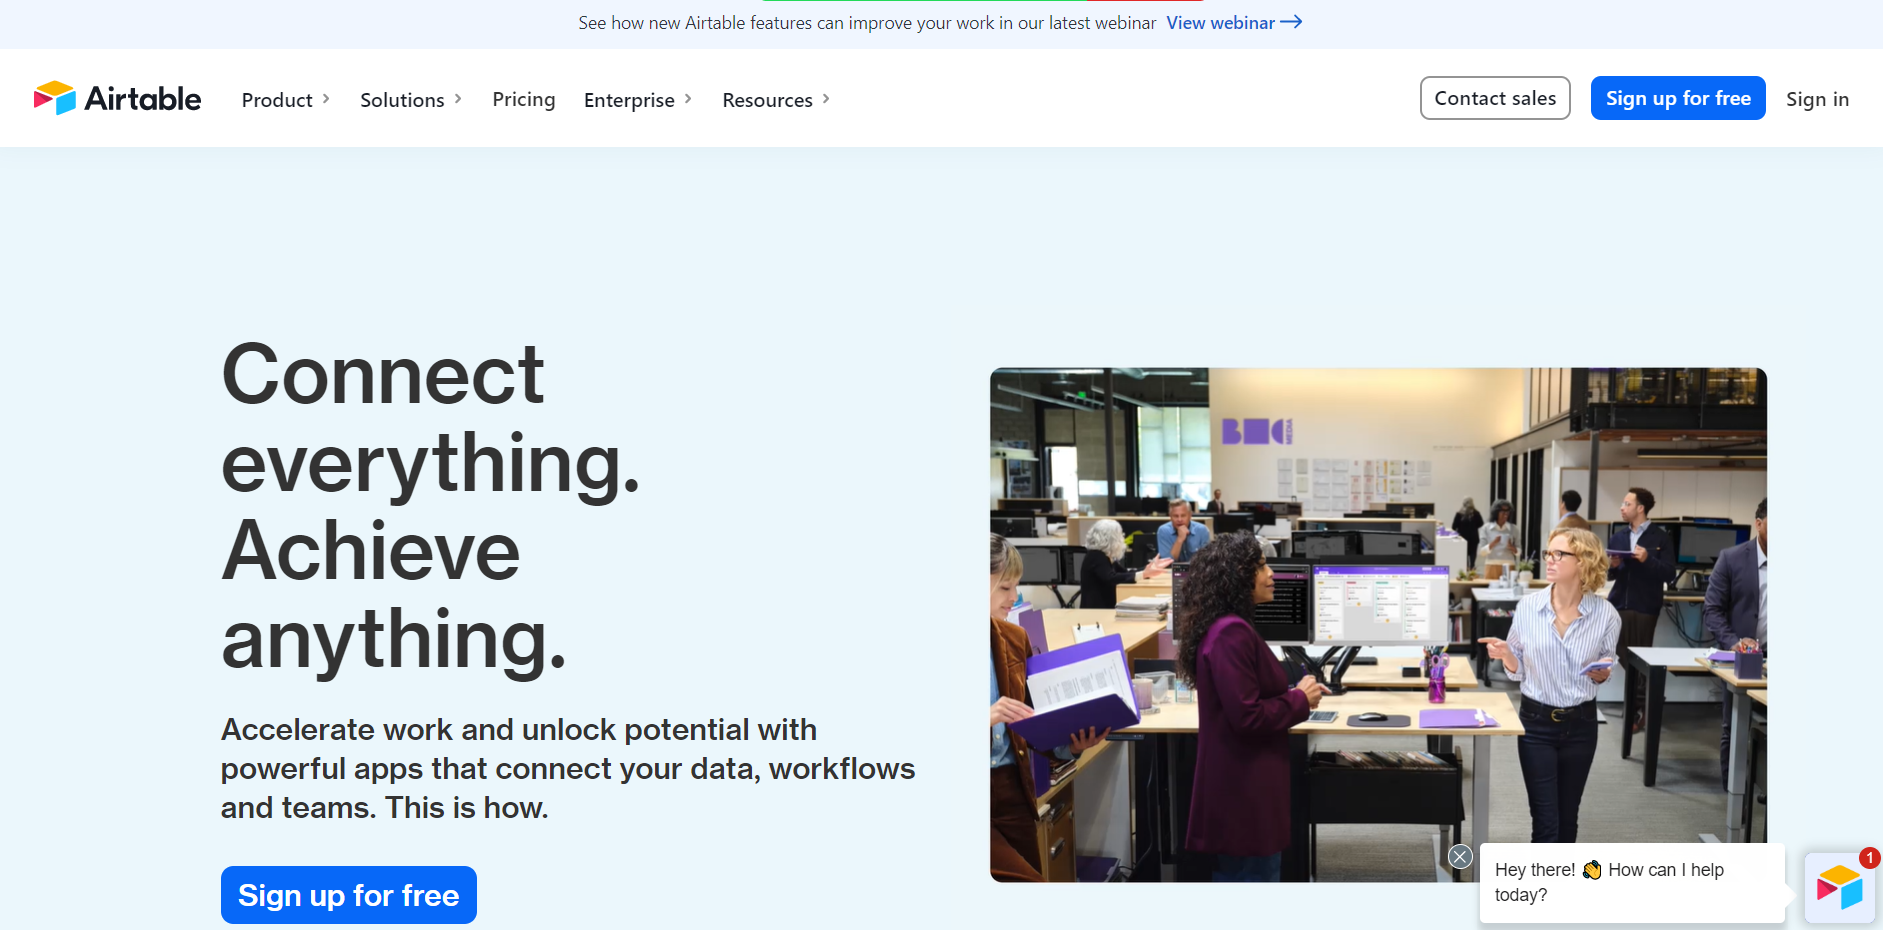 See how new Airtable features can improve your work in our latest webinar View webinar
Airtable Product Solutions Pricing Enterprise Resources Contact sales Sign up for free Sign in
Connect
everything.
Achieve
anything.
Accelerate work and unlock potential with
powerful apps that connect your data, workflows
and teams. This is how.
Sign up for free
BMC MEDIA
Hey there! 👋 How can I help
today?
1